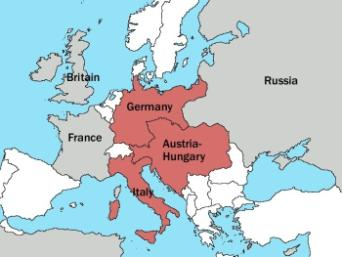 Britain
Russia
Germany
France
Austria-
Hungary
Italy